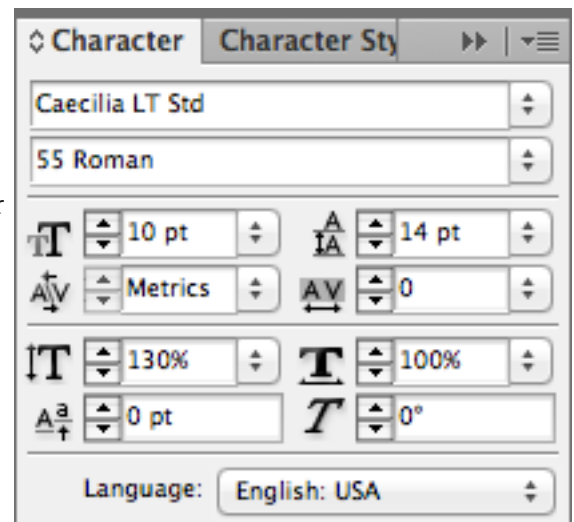 Character Character Sty
Caecilia LT Std
55 Roman
10 pt 14 pt
Metrics 0
130% 100%
0 pt 0°
Language: English: USA